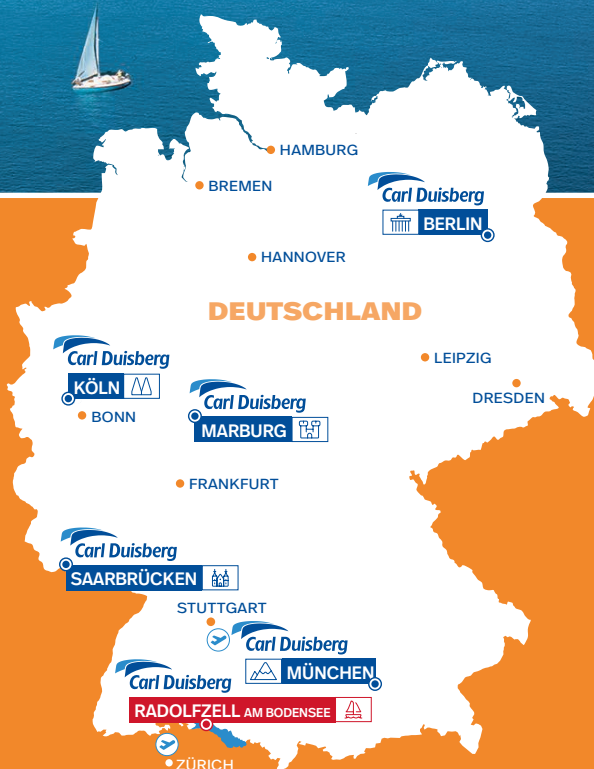 HAMBURG
BREMEN
Carl Duisberg
BERLIN
HANNOVER
DEUTSCHLAND
Carl Duisberg
KÖLN
LEIPZIG
DRESDEN
Carl Duisberg
MARBURG
BONN
FRANKFURT
Carl Duisberg
SAARBRÜCKEN
STUTTGART
Carl Duisberg
MÜNCHEN
Carl Duisberg
RADOLFZELL AM BODENSEE
ZÜRICH